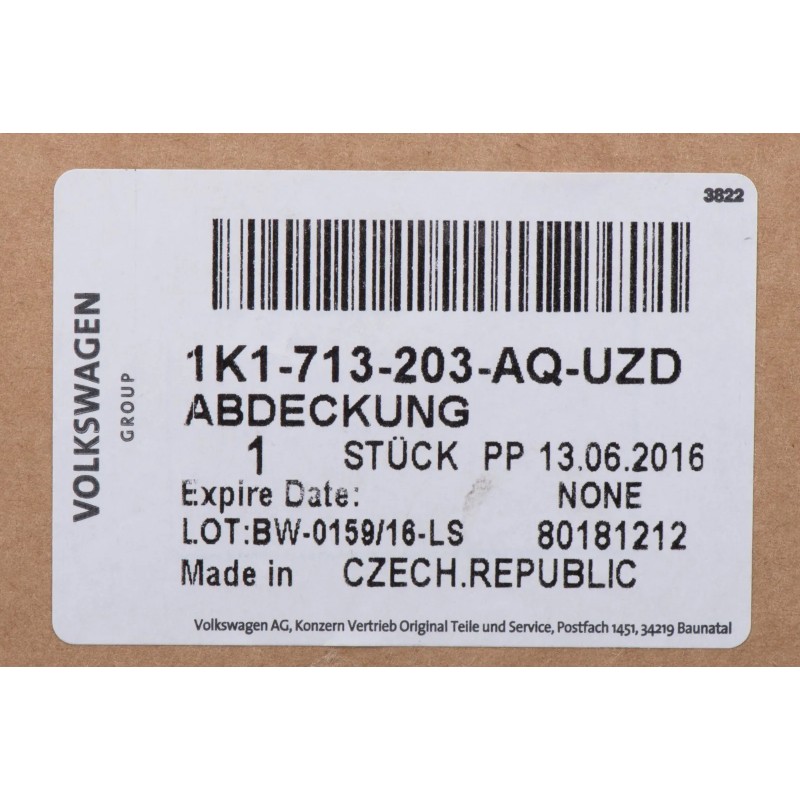 3822
VOLKSWAGEN
GROUP
1K1-713-203-AQ-UZD
ABDECKUNG
1 STÜCK PP 13.06.2016
Expire Date: NONE
LOT:BW-0159/16-LS 80181212
Made in CZECH.REPUBLIC
Volkswagen AG, Konzern Vertrieb Original Teile und Service, Postfach 1451, 34219 Baunatal